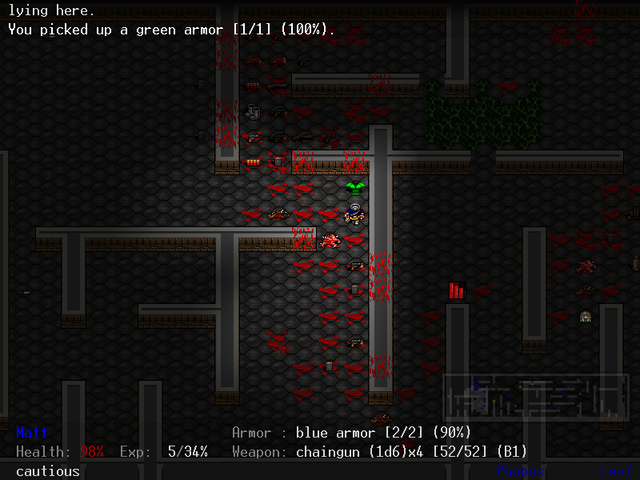 lying here.
You picked up a green armor [1/1] (100%).
Matt
Armor : blue armor [2/2] (90%)
Health: 98% Exp: 5/34% Weapon: chaingun (1d6)x4 [52/52] (B1)
cautious
Phobos